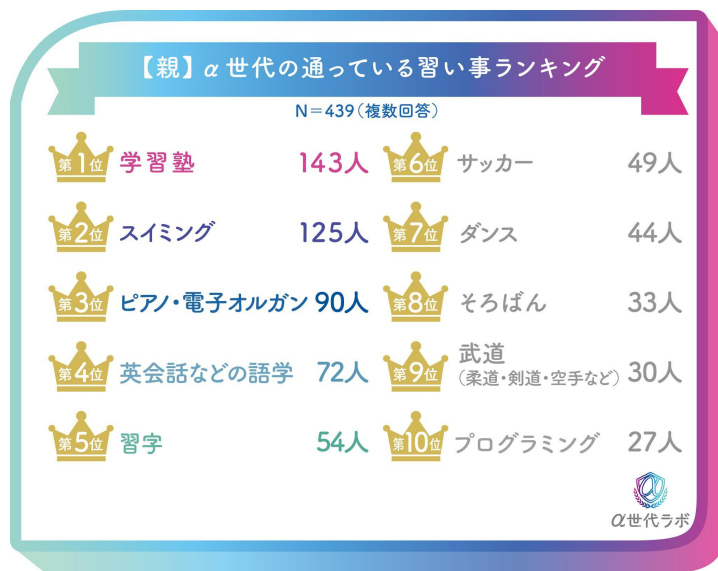 【親】α世代の通っている習い事ランキング
N＝439（複数回答）
第1位 学習塾 143人
第2位 スイミング 125人
第3位 ピアノ・電子オルガン 90人
第4位 英会話などの語学 72人
第5位 習字 54人
第6位 サッカー 49人
第7位 ダンス 44人
第8位 そろばん 33人
第9位 武道
（柔道・剣道・空手など） 30人
第10位 プログラミング 27人
α世代ラボ